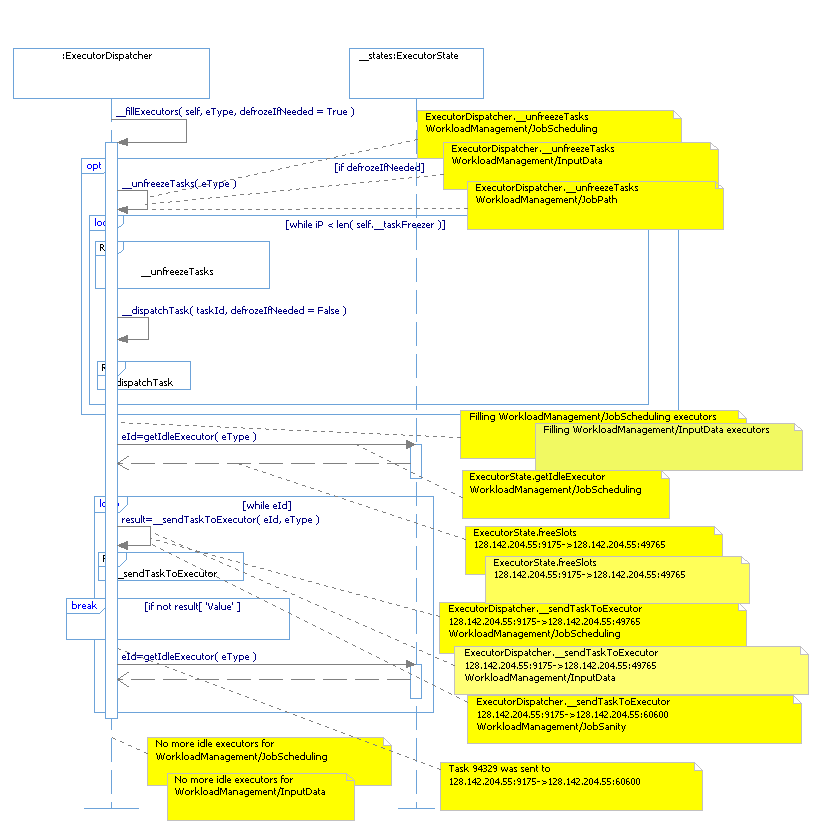 :ExecutorDispatcher
__states:ExecutorState
__fillExecutors( self, eType, defrozeIfNeeded = True )
ExecutorDispatcher.__unfreezeTasks
WorkloadManagement/JobScheduling
ExecutorDispatcher.__unfreezeTasks
WorkloadManagement/InputData
opt
[if defrozeIfNeeded]
__unfreezeTasks( eType )
ExecutorDispatcher.__unfreezeTasks
WorkloadManagement/JobPath
[while iP < len( self.__taskFreezer )]
__unfreezeTasks
__dispatchTask( taskId, defrozeIfNeeded = False )
dispatchTask
Filling WorkloadManagement/JobScheduling executors
Filling WorkloadManagement/InputData executors
eId=getIdleExecutor( eType )
ExecutorState.getIdleExecutor
WorkloadManagement/JobScheduling
[while eId]
result=__sendTaskToExecutor( eId, eType )
ExecutorState.freeSlots
128.142.204.55:9175->128.142.204.55:49765
ExecutorState.freeSlots
128.142.204.55:9175->128.142.204.55:49765
_sendTaskToExecutor
break
[if not result[ 'Value' ]
ExecutorDispatcher.__sendTaskToExecutor
128.142.204.55:9175->128.142.204.55:49765
WorkloadManagement/JobScheduling
eId=getIdleExecutor( eType )
ExecutorDispatcher.__sendTaskToExecutor
128.142.204.55:9175->128.142.204.55:49765
WorkloadManagement/InputData
ExecutorDispatcher.__sendTaskToExecutor
128.142.204.55:9175->128.142.204.55:60600
WorkloadManagement/JobSanity
No more idle executors for
WorkloadManagement/JobScheduling
No more idle executors for
WorkloadManagement/InputData
Task 94329 was sent to
128.142.204.55:9175->128.142.204.55:60600